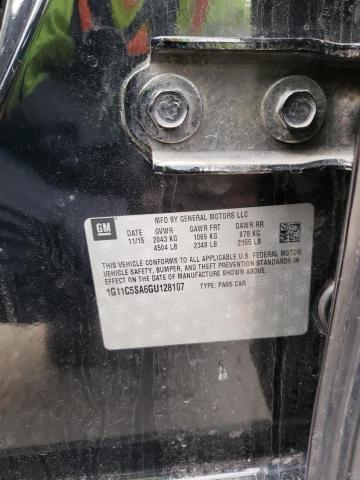 MFD BY GENERAL MOTORS LLC
GM DATE GVWR GAWR FRT GAWR RR
11/15 2043 KG 1065 KG 978 KG
4504 LB 2349 LB 2155 LB
THIS VEHICLE CONFORMS TO ALL APPLICABLE U.S. FEDERAL MOTOR
VEHICLE SAFETY, BUMPER, AND THEFT PREVENTION STANDARDS IN
EFFECT ON THE DATE OF MANUFACTURE SHOWN ABOVE.
1G11C5SA6GU128107 TYPE: PASS CAR